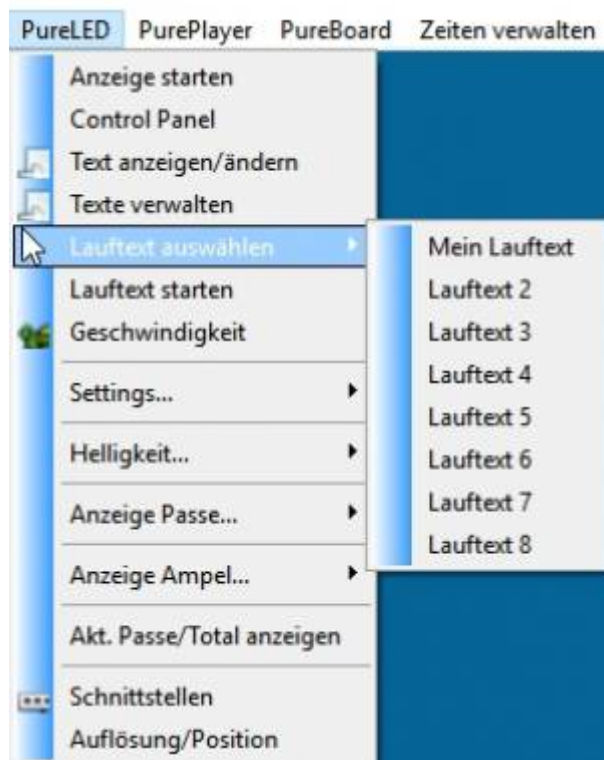 PureLED PurePlayer PureBoard Zeiten verwalten
Anzeige starten
Control Panel
Text anzeigen/ändern
Texte verwalten
Lauftext auswählen
Lauftext starten
Geschwindigkeit
Settings...
Helligkeit...
Anzeige Passe...
Anzeige Ampel...
Akt. Passe/Total anzeigen
Schnittstellen
Auflösung/Position
Mein Lauftext
Lauftext 2
Lauftext 3
Lauftext 4
Lauftext 5
Lauftext 6
Lauftext 7
Lauftext 8